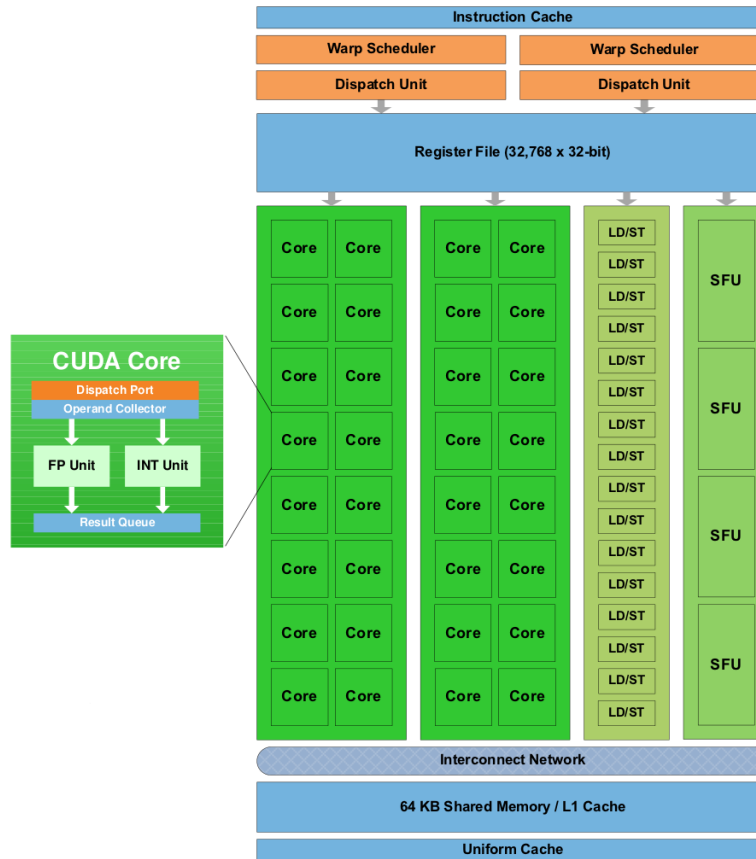 Instruction Cache
Warp Scheduler Warp Scheduler
Dispatch Unit Dispatch Unit
Register File (32,768 x 32-bit)
Core Core Core Core LD/ST SFU
LD/ST
Core Core Core Core LD/ST
LD/ST
CUDA Core
Dispatch Port
Operand Collector
FP Unit INT Unit
Result Queue
Core Core Core Core LD/ST SFU
LD/ST
Core Core Core Core LD/ST
LD/ST
Core Core Core Core LD/ST SFU
LD/ST
Core Core Core Core LD/ST
LD/ST
Core Core Core Core LD/ST SFU
LD/ST
Core Core Core Core LD/ST
LD/ST
Interconnect Network
64 KB Shared Memory / L1 Cache
Uniform Cache